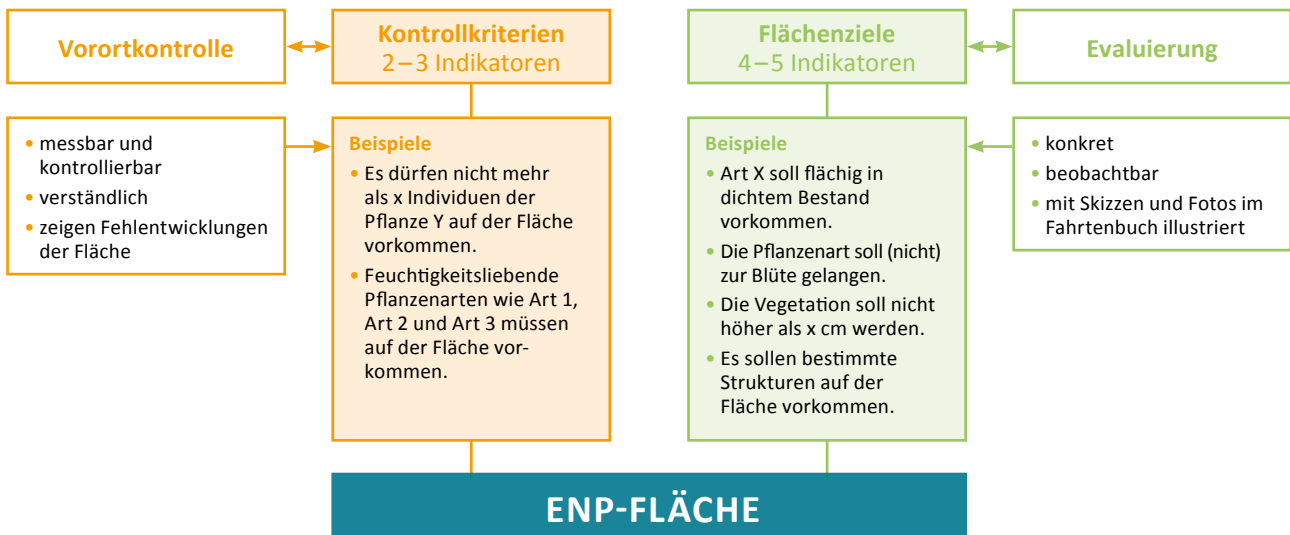 Vorortkontrolle
Kontrollkriterien
2–3 Indikatoren
Flächenziele
4–5 Indikatoren
Evaluierung
• messbar und
kontrollierbar
• verständlich
• zeigen Fehlentwicklungen
der Fläche
Beispiele
• Es dürfen nicht mehr
als x Individuen der
Pflanze Y auf der Fläche
vorkommen.
• Feuchtigkeitsliebende
Pflanzenarten wie Art 1,
Art 2 und Art 3 müssen
auf der Fläche vor-
kommen.
Beispiele
• Art X soll flächig in
dichtem Bestand
vorkommen.
• Die Pflanzenart soll (nicht)
zur Blüte gelangen.
• Die Vegetation soll nicht
höher als x cm werden.
• Es sollen bestimmte
Strukturen auf der
Fläche vorkommen.
• konkret
• beobachtbar
• mit Skizzen und Fotos im
Fahrtenbuch illustriert
ENP-FLÄCHE